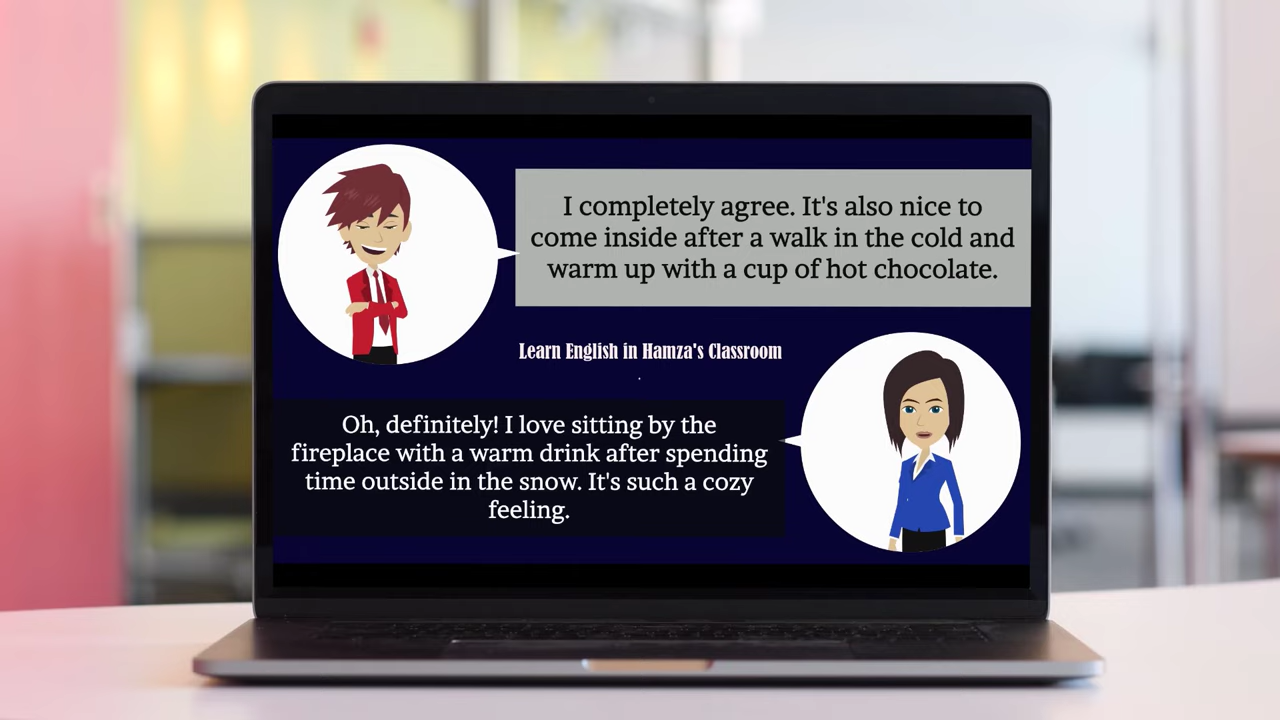 I completely agree. It's also nice to
come inside after a walk in the cold and
warm up with a cup of hot chocolate.
Learn English in Hamza's Classroom
Oh, definitely! I love sitting by the
fireplace with a warm drink after spending
time outside in the snow. It's such a cozy
feeling.